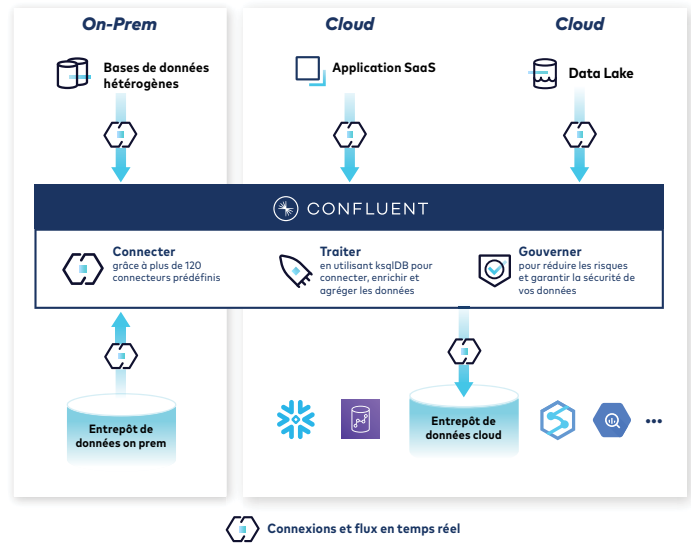 On-Prem
Cloud
Cloud
Bases de données
hétérogènes
Application SaaS
Data Lake
CONFLUENT
Connecter
grâce à plus de 120
connecteurs prédéfinis
Traiter
en utilisant ksqlDB pour
connecter, enrichir et
agréger les données
Gouverner
pour réduire les risques
et garantir la sécurité de
vos données
Entrepôt de
données on prem
Entrepôt de
données cloud
Connexions et flux en temps réel